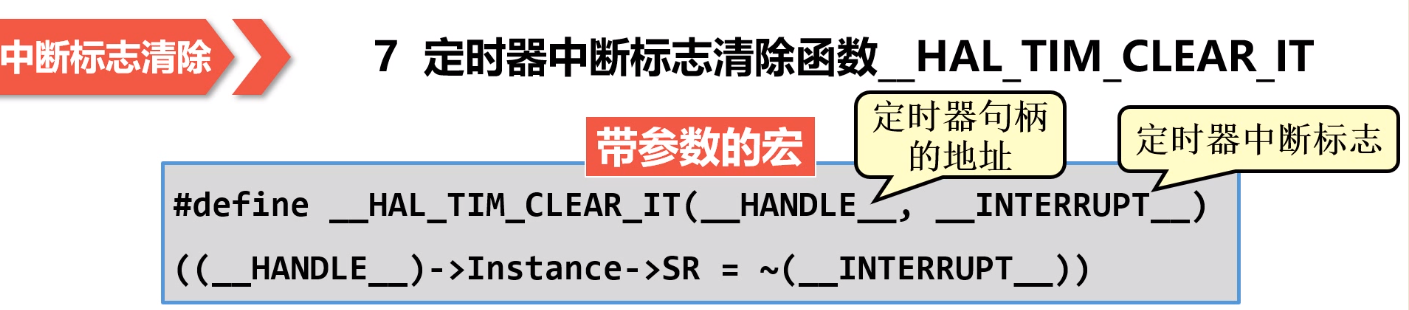 中断标志清除
7 定时器中断标志清除函数__HAL_TIM_CLEAR_IT
定时器句柄
的地址
定时器中断标志
带参数的宏
#define __HAL_TIM_CLEAR_IT(__HANDLE__, __INTERRUPT__)
((__HANDLE__)->Instance->SR = ~(__INTERRUPT__))